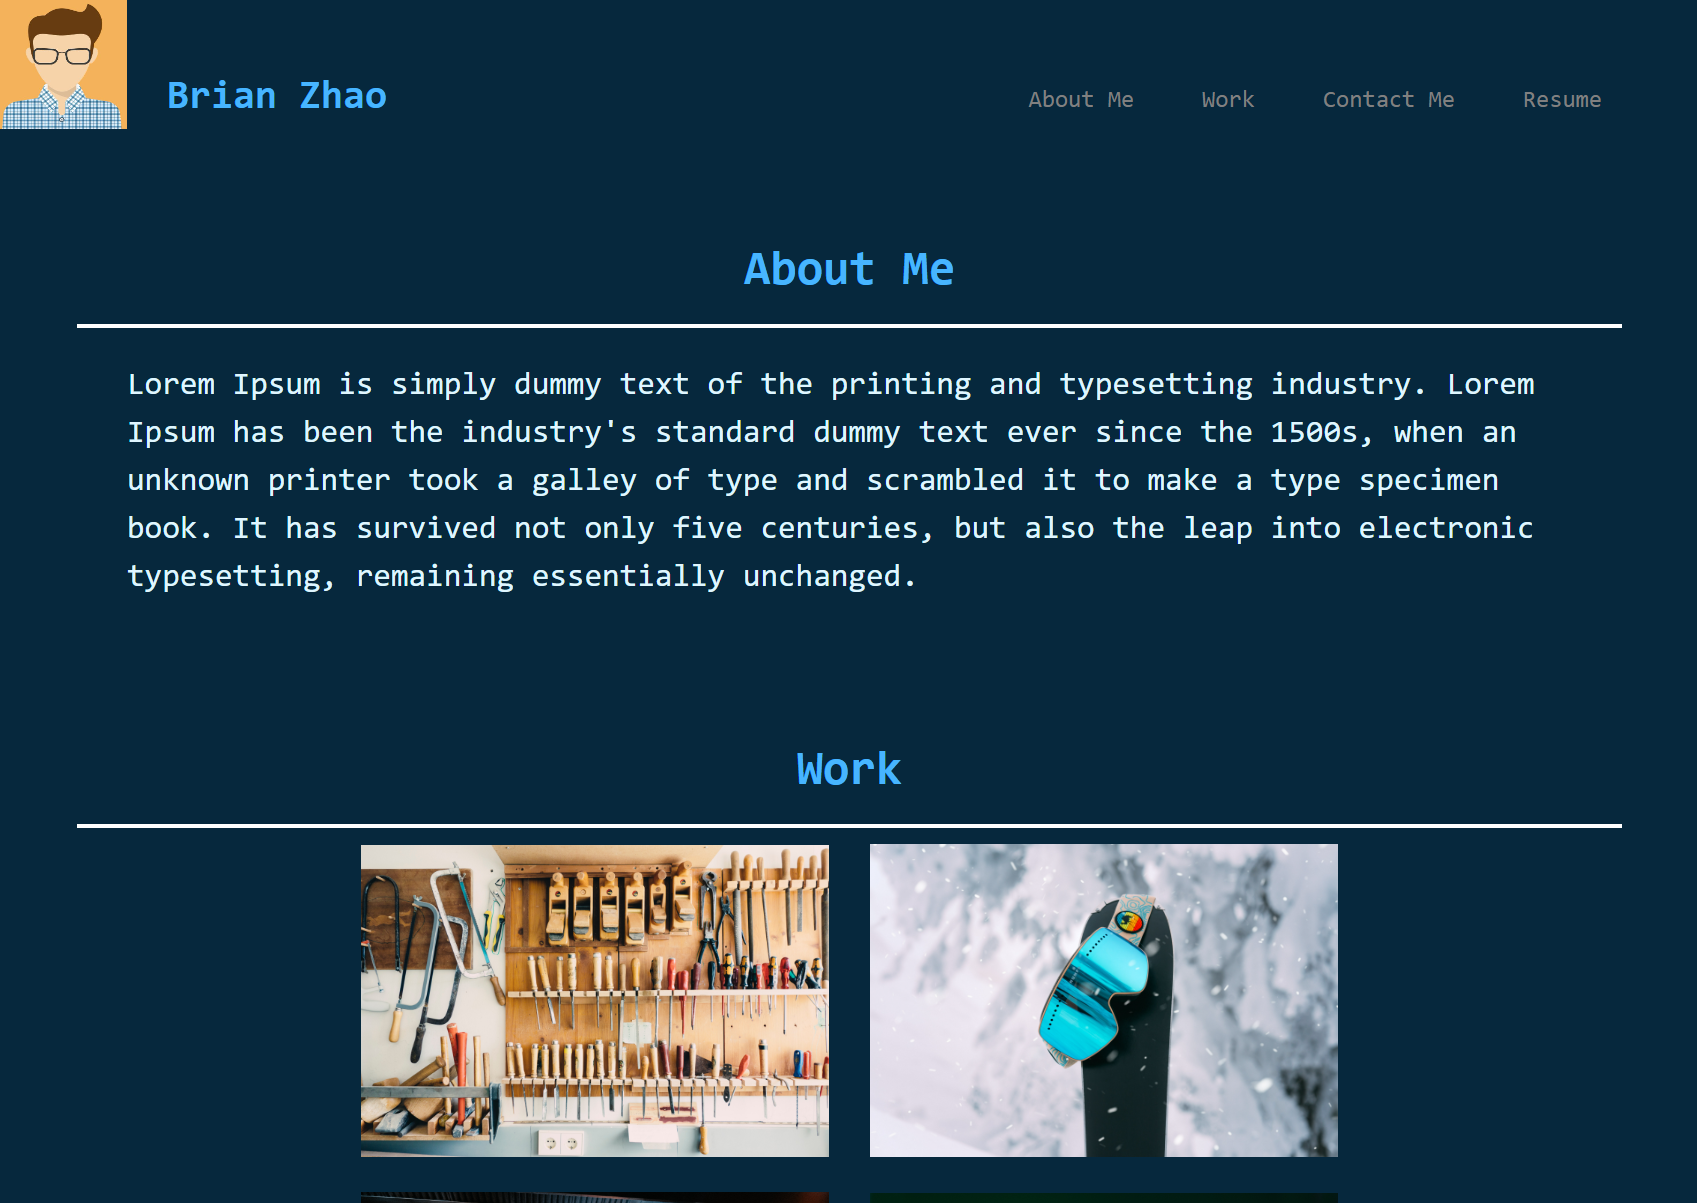 Brian Zhao
About Me
Work
Contact Me
Resume
About Me
Lorem Ipsum is simply dummy text of the printing and typesetting industry. Lorem
Ipsum has been the industry's standard dummy text ever since the 1500s, when an
unknown printer took a galley of type and scrambled it to make a type specimen
book. It has survived not only five centuries, but also the leap into electronic
typesetting, remaining essentially unchanged.
Work